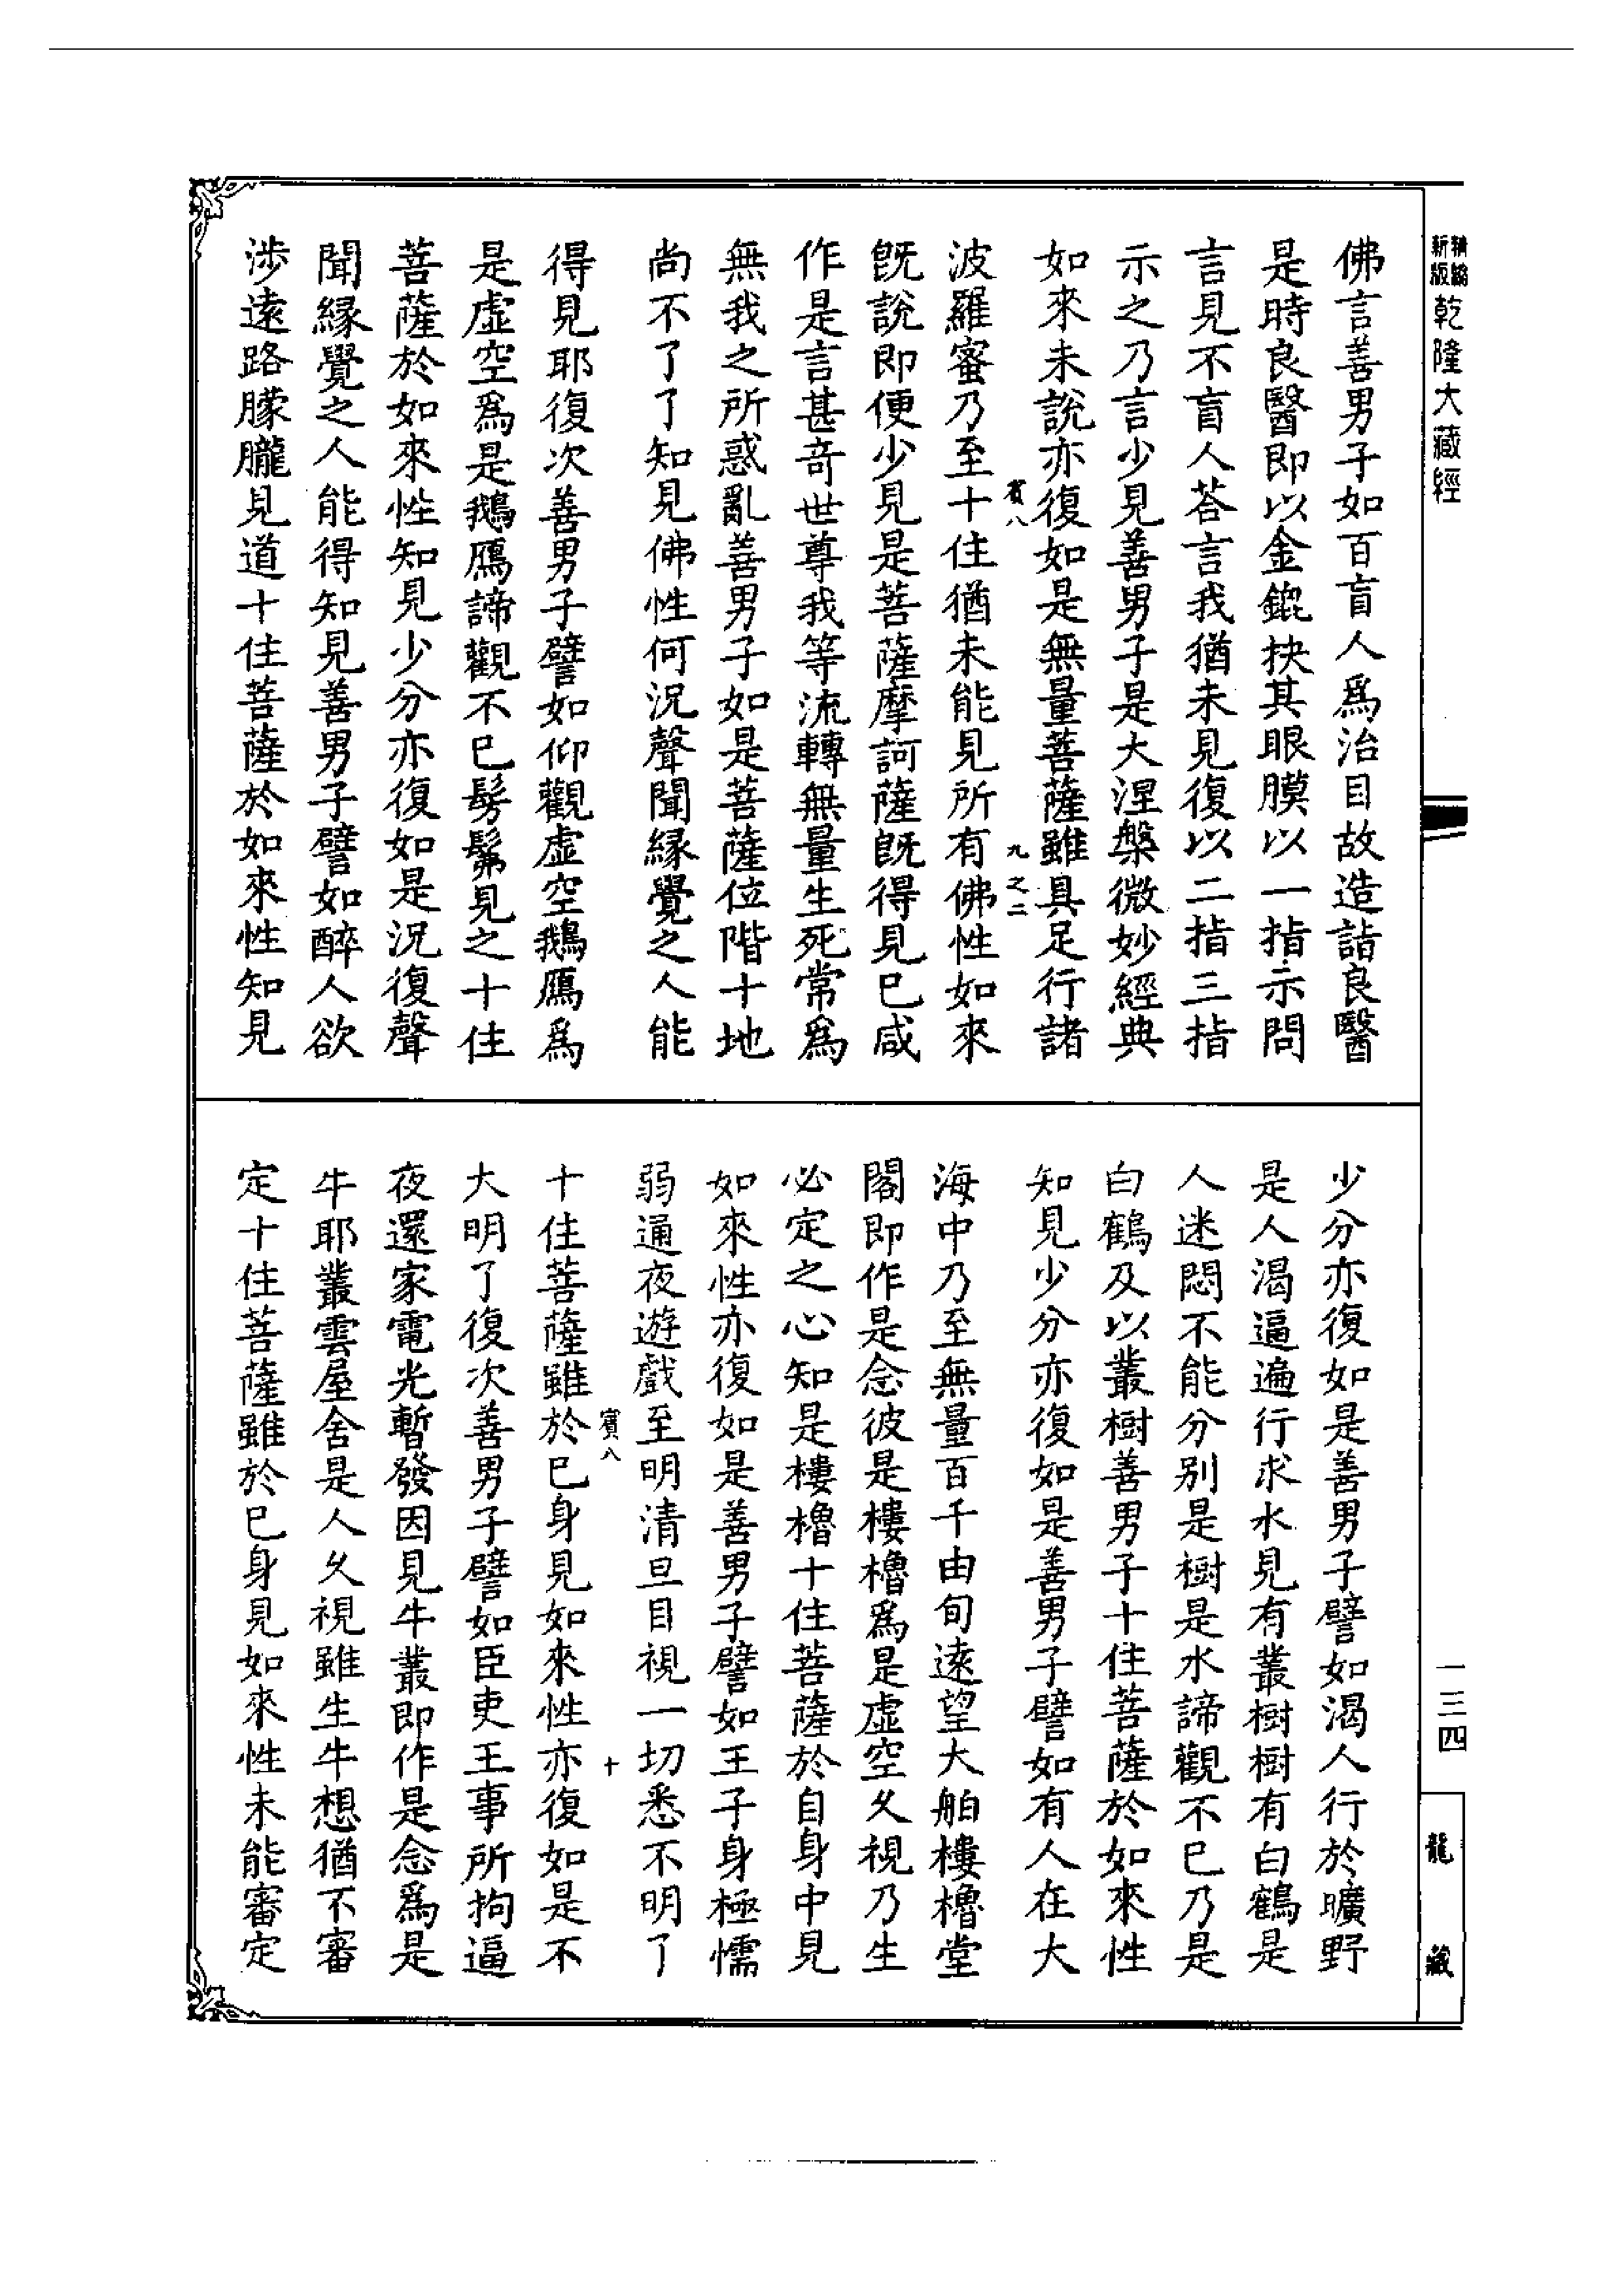 精編
新版
乾隆大藏經
佛言善男子如百盲人爲治目故造詣良醫
是時良醫即以金錍抉其眼膜以一指示問
言見不盲人荅言我猶未見復以二指三指
示之乃言少見善男子是大涅槃微妙經典
如來未說亦復如是無量菩薩雖具足行諸
賓八
九之二
波羅蜜乃至十住猶未能見所有佛性如來
旣說即便少見是菩薩摩訶薩旣得見已咸
作是言甚竒世尊我等流轉無量生死常爲
無我之所惑亂善男子如是菩薩位階十地
尚不了了知見佛性何況聲聞緣覺之人能
得見耶復次善男子譬如仰觀虛空鵝鴈爲
是虛空爲是鵝鴈諦觀不已髣髴見之十住
菩薩於如來性知見少分亦復如是況復聲
聞緣覺之人能得知見善男子譬如醉人欲
涉遠路朦朧見道十住菩薩於如來性知見
少分亦復如是善男子譬如渴人行於曠野
是人渴逼遍行求水見有叢樹樹有白鶴是
人迷悶不能分别是樹是水諦觀不已乃是
白鶴及以叢樹善男子十住菩薩於如來性
知見少分亦復如是善男子譬如有人在大
海中乃至無量百千由旬遠望大舶樓櫓堂
閣即作是念彼是樓櫓爲是虛空久視乃生
必定之心知是樓櫓十住菩薩於自身中見
如來性亦復如是善男子譬如王子身極懦
弱通夜遊戲至明清旦目視一切悉不明了
賓八
十
十住菩薩雖於已身見如來性亦復如是不
大明了復次善男子譬如臣吏王事所拘逼
夜還家電光暫發因見牛叢即作是念爲是
牛耶叢雲屋舍是人久視雖生牛想猶不審
定十住菩薩雖於已身見如來性未能審定
一三四
龍藏